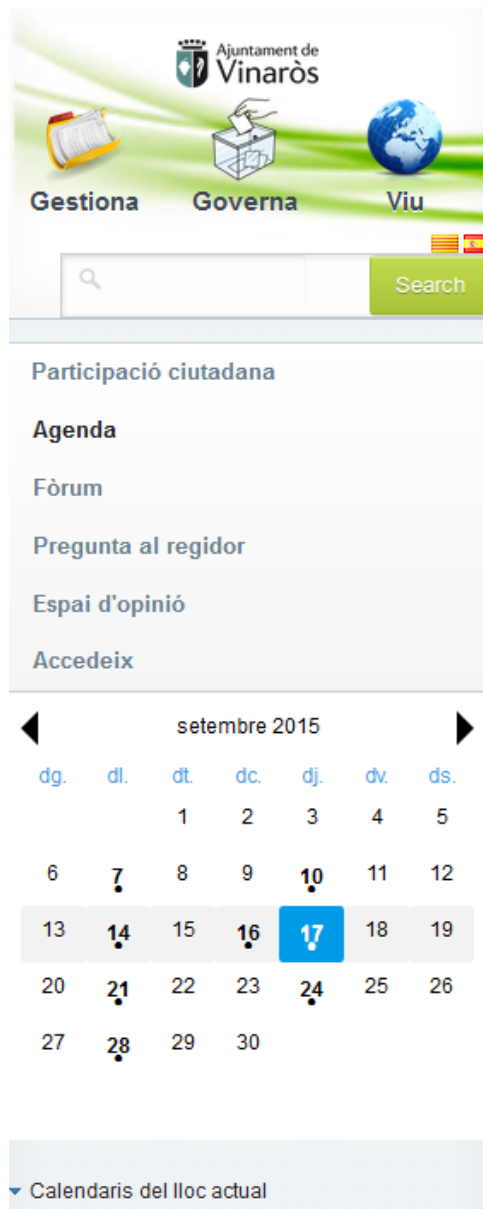 Ajuntament de
Vinaròs
Gestiona Governa Viu
Search
Participació ciutadana
Agenda
Fòrum
Pregunta al regidor
Espai d'opinió
Accedeix
setembre 2015
dg. dl. dt. dc. dj. dv. ds.
1 2 3 4 5
6 7 8 9 10 11 12
13 14 15 16 17 18 19
20 21 22 23 24 25 26
27 28 29 30
Calendaris del lloc actual